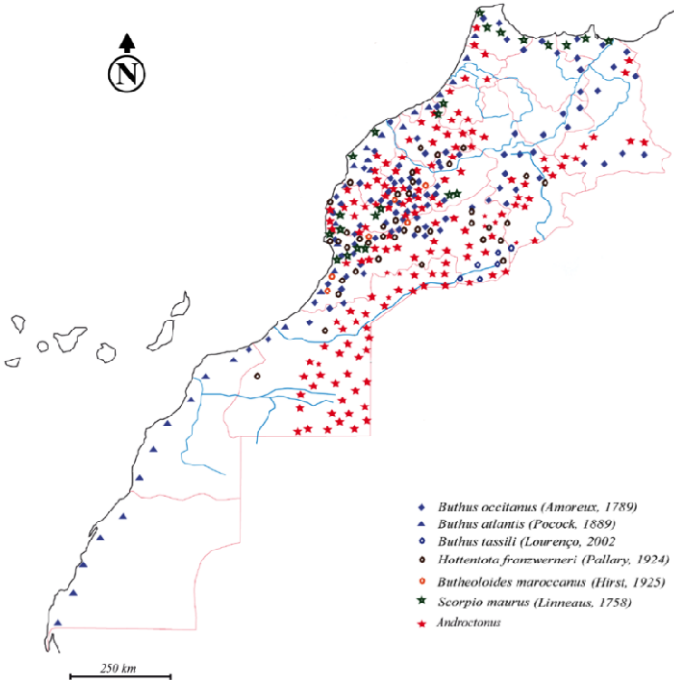 N
Buthus occitanus (Amoreux, 1789)
Buthus atlantis (Pocock, 1889)
Buthus tassili (Lourenço, 2002
Hottentota franzwerneri (Pallary, 1924)
Butheoloides maroccanus (Hirst, 1925)
Scorpio maurus (Linneaus, 1758)
Androctonus
250 km